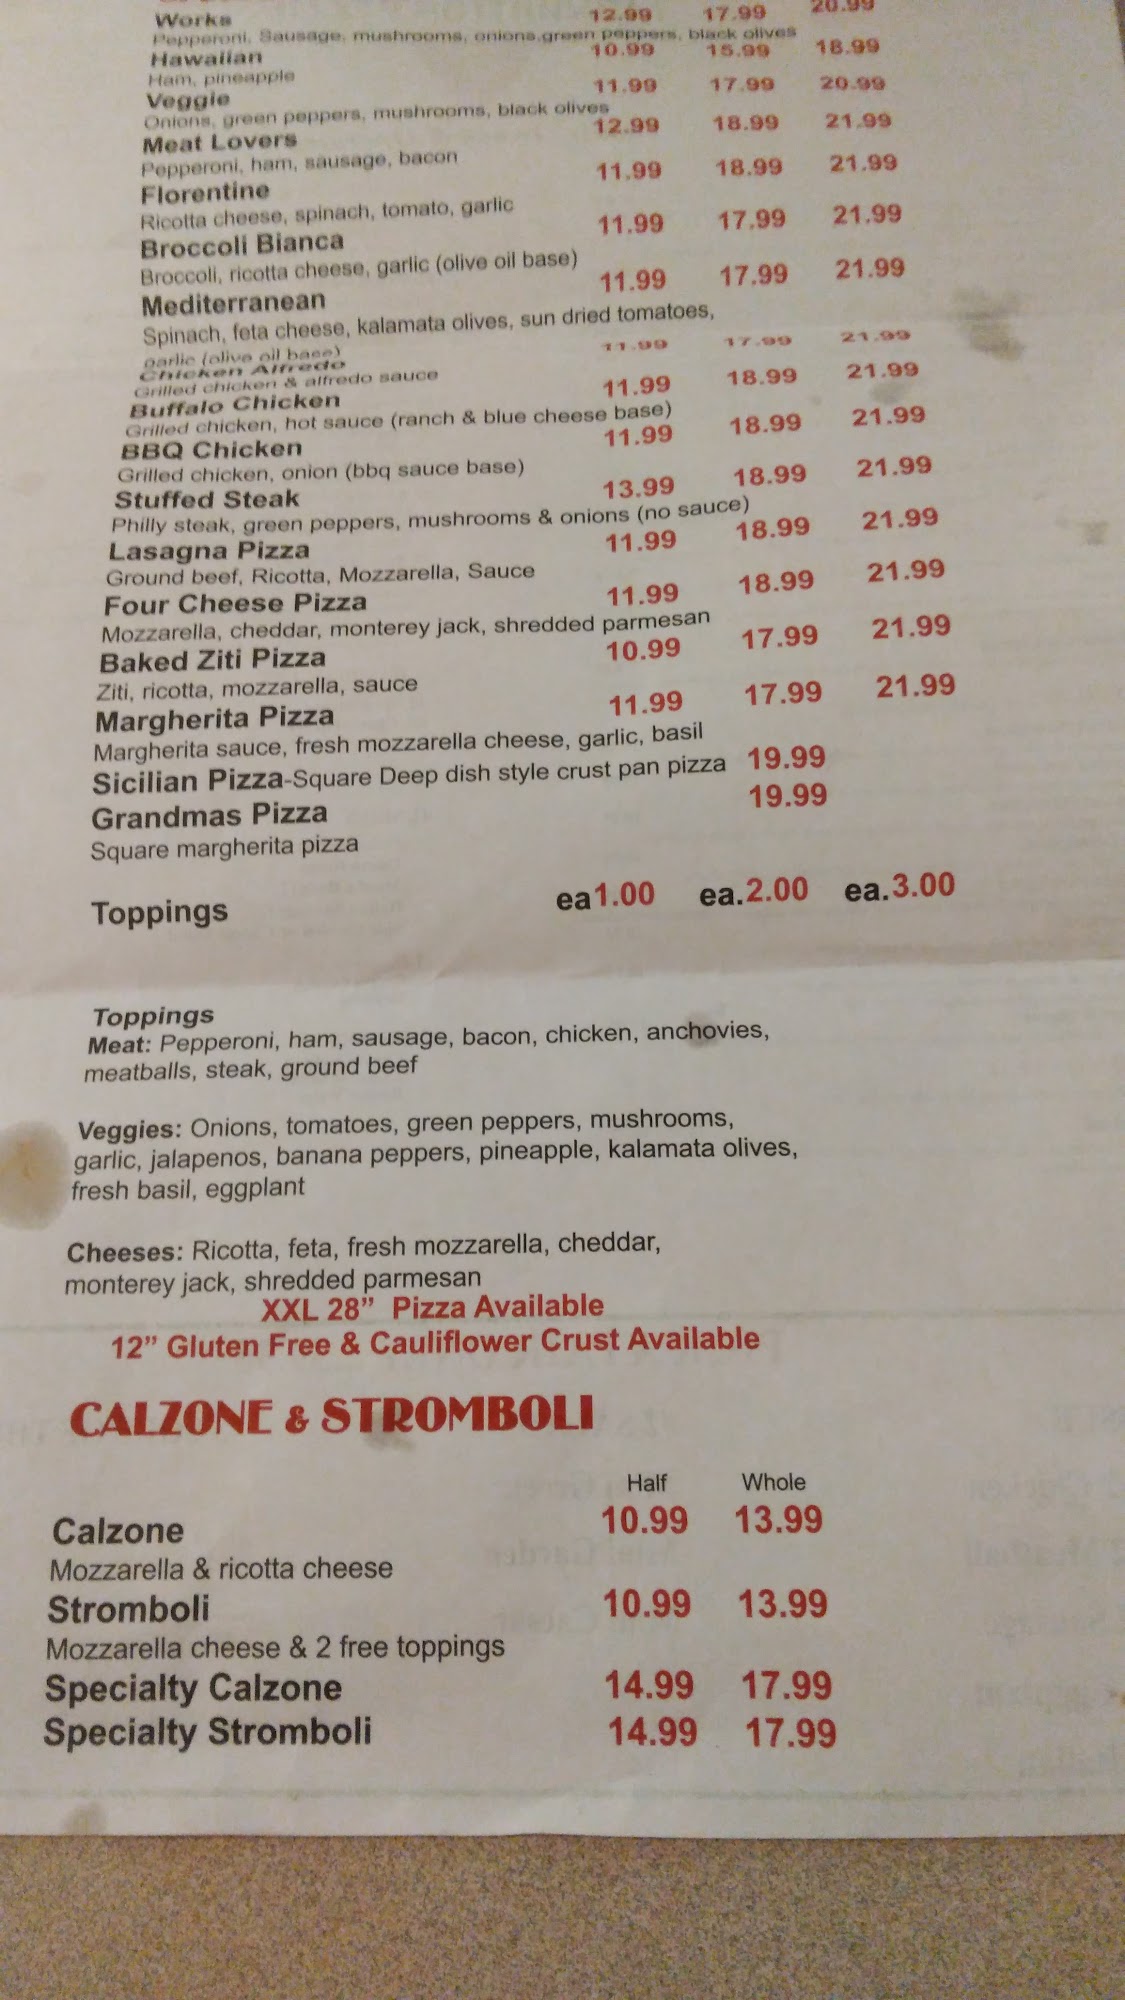 Works 12.99 17.99 20.99
Pepperoni, Sausage, mushrooms, onions,green peppers, black olives
Hawaiian 10.99 15.99 18.99
Ham, pineapple
Veggie 11.99 17.99 20.99
Onions, green peppers, mushrooms, black olives
Meat Lovers 12.99 18.99 21.99
Pepperoni, ham, sausage, bacon
Florentine 11.99 18.99 21.99
Ricotta cheese, spinach, tomato, garlic
Broccoli Bianca 11.99 17.99 21.99
Broccoli, ricotta cheese, garlic (olive oil base)
Mediterranean 11.99 17.99 21.99
Spinach, feta cheese, kalamata olives, sun dried tomatoes,
garlic (olive oil base)
Chicken Alfredo 11.99 17.99 21.99
Grilled chicken & alfredo sauce
Buffalo Chicken 11.99 18.99 21.99
Grilled chicken, hot sauce (ranch & blue cheese base)
BBQ Chicken 11.99 18.99 21.99
Grilled chicken, onion (bbq sauce base)
Stuffed Steak 13.99 18.99 21.99
Philly steak, green peppers, mushrooms & onions (no sauce)
Lasagna Pizza 11.99 18.99 21.99
Ground beef, Ricotta, Mozzarella, Sauce
Four Cheese Pizza 11.99 18.99 21.99
Mozzarella, cheddar, monterey jack, shredded parmesan
Baked Ziti Pizza 10.99 17.99 21.99
Ziti, ricotta, mozzarella, sauce
Margherita Pizza 11.99 17.99 21.99
Margherita sauce, fresh mozzarella cheese, garlic, basil
Sicilian Pizza-Square Deep dish style crust pan pizza 19.99
Grandmas Pizza 19.99
Square margherita pizza
Toppings ea1.00 ea.2.00 ea.3.00
Toppings
Meat: Pepperoni, ham, sausage, bacon, chicken, anchovies,
meatballs, steak, ground beef
Veggies: Onions, tomatoes, green peppers, mushrooms,
garlic, jalapenos, banana peppers, pineapple, kalamata olives,
fresh basil, eggplant
Cheeses: Ricotta, feta, fresh mozzarella, cheddar,
monterey jack, shredded parmesan
XXL 28” Pizza Available
12” Gluten Free & Cauliflower Crust Available
CALZONE & STROMBOLI
Half Whole
Calzone 10.99 13.99
Mozzarella & ricotta cheese
Stromboli 10.99 13.99
Mozzarella cheese & 2 free toppings
Specialty Calzone 14.99 17.99
Specialty Stromboli 14.99 17.99